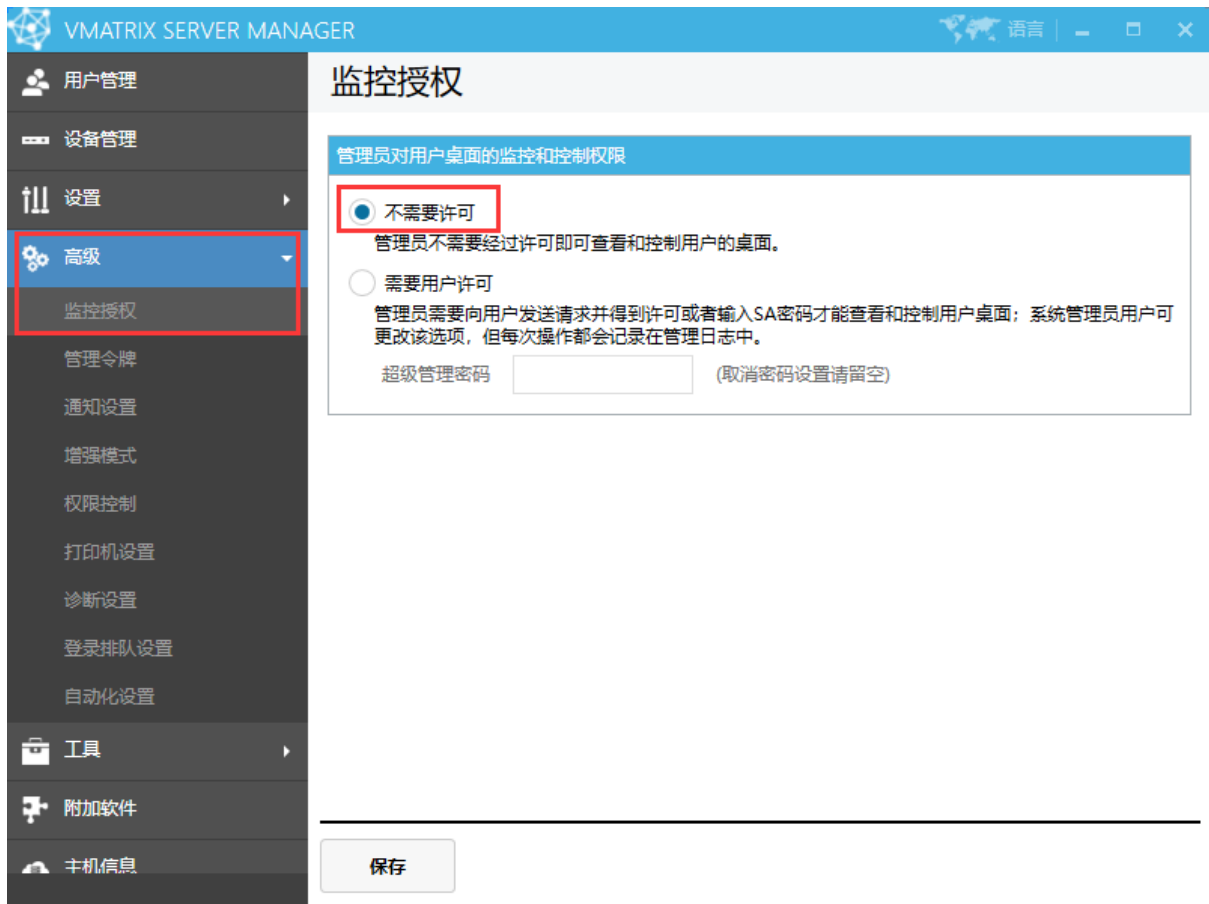 VMATRIX SERVER MANAGER
语言
用户管理
设备管理
设置
高级
监控授权
管理令牌
通知设置
增强模式
权限控制
打印机设置
诊断设置
登录排队设置
自动化设置
工具
附加软件
主机信息
监控授权
管理员对用户桌面的监控和控制权限
不需要许可
管理员不需要经过许可即可查看和控制用户的桌面。
需要用户许可
管理员需要向用户发送请求并得到许可或者输入SA密码才能查看和控制用户桌面；系统管理员用户可
更改该选项，但每次操作都会记录在管理日志中。
超级管理密码 (取消密码设置请留空)
保存